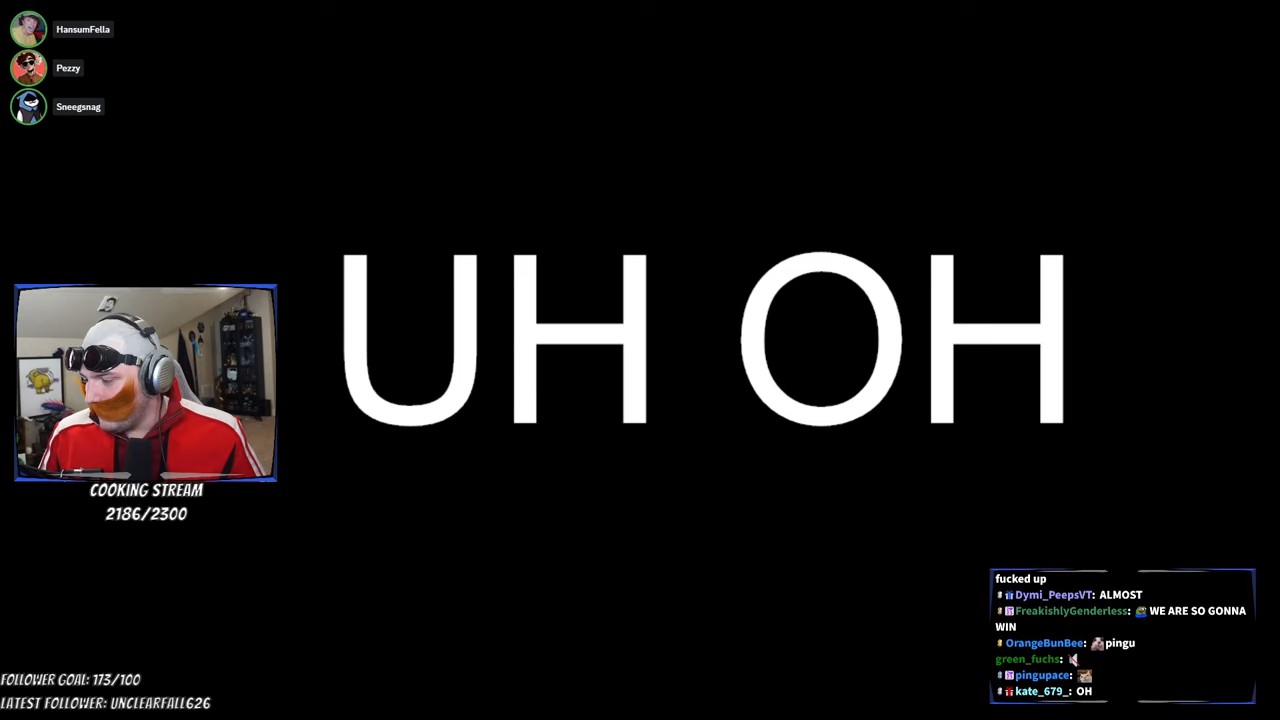 HansumFella
Pezzy
Sneegsnag
UH OH
COOKING STREAM
2186/2300
fucked up
Dymi_PeepsVT: ALMOST
FreakishlyGenderless: WE ARE SO GONNA
WIN
OrangeBunBee: pingu
green_fuchs:
pingupace:
kate_679_: OH
FOLLOWER GOAL: 173/100
LATEST FOLLOWER: UNCLEARFALL626